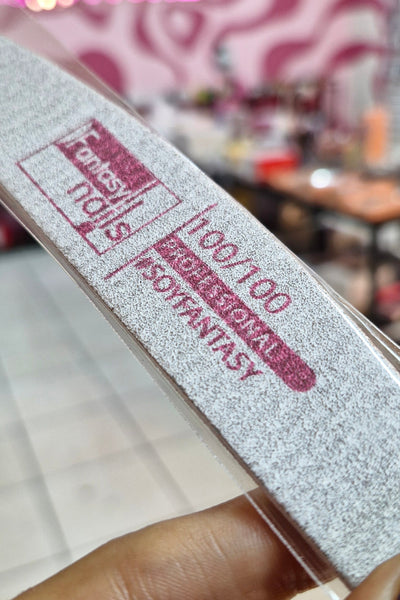 Fantasy
nails
100/100
PROFESSIONAL
#SOYFANTASY